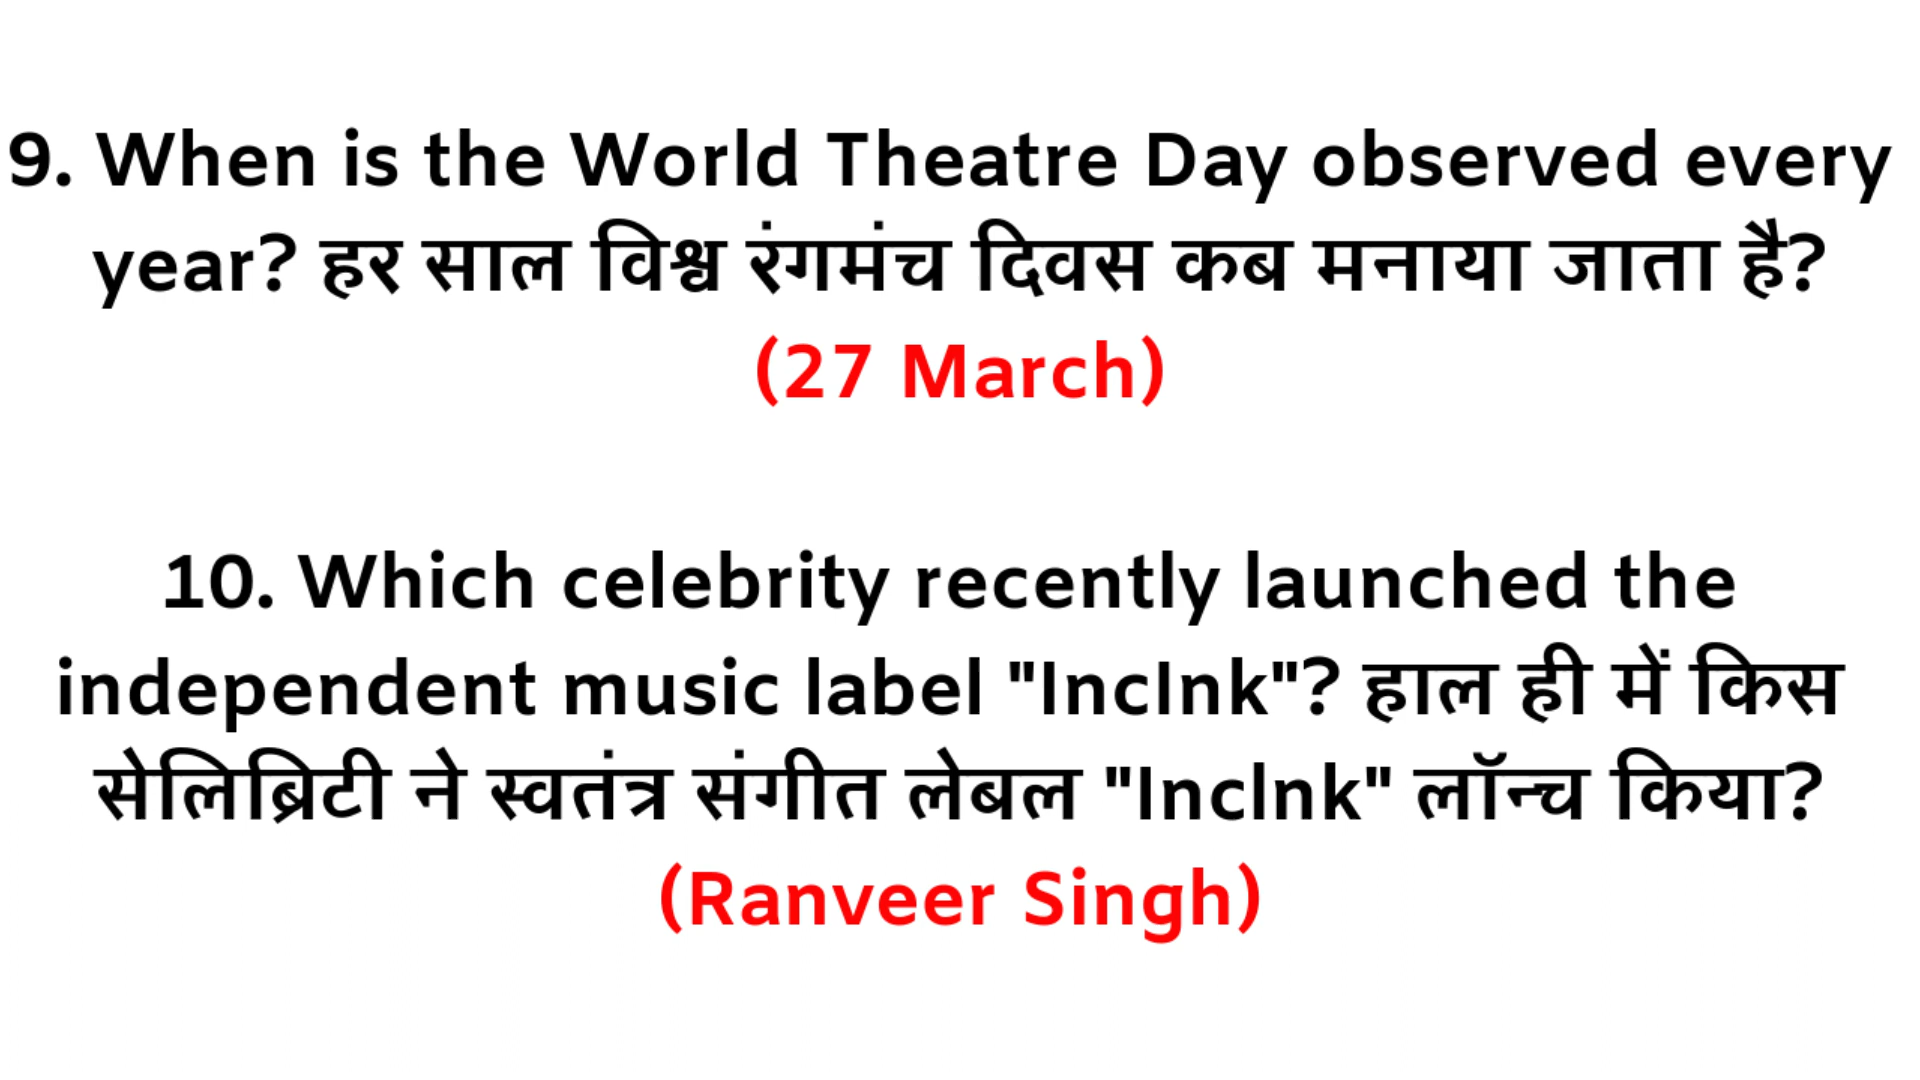 9. When is the World Theatre Day observed every
year? हर साल विश्व रंगमंच दिवस कब मनाया जाता है?
(27 March)
10. Which celebrity recently launched the
independent music label "IncInk"? हाल ही में किस
सेलिब्रिटी ने स्वतंत्र संगीत लेबल "IncInk" लॉन्च किया?
(Ranveer Singh)